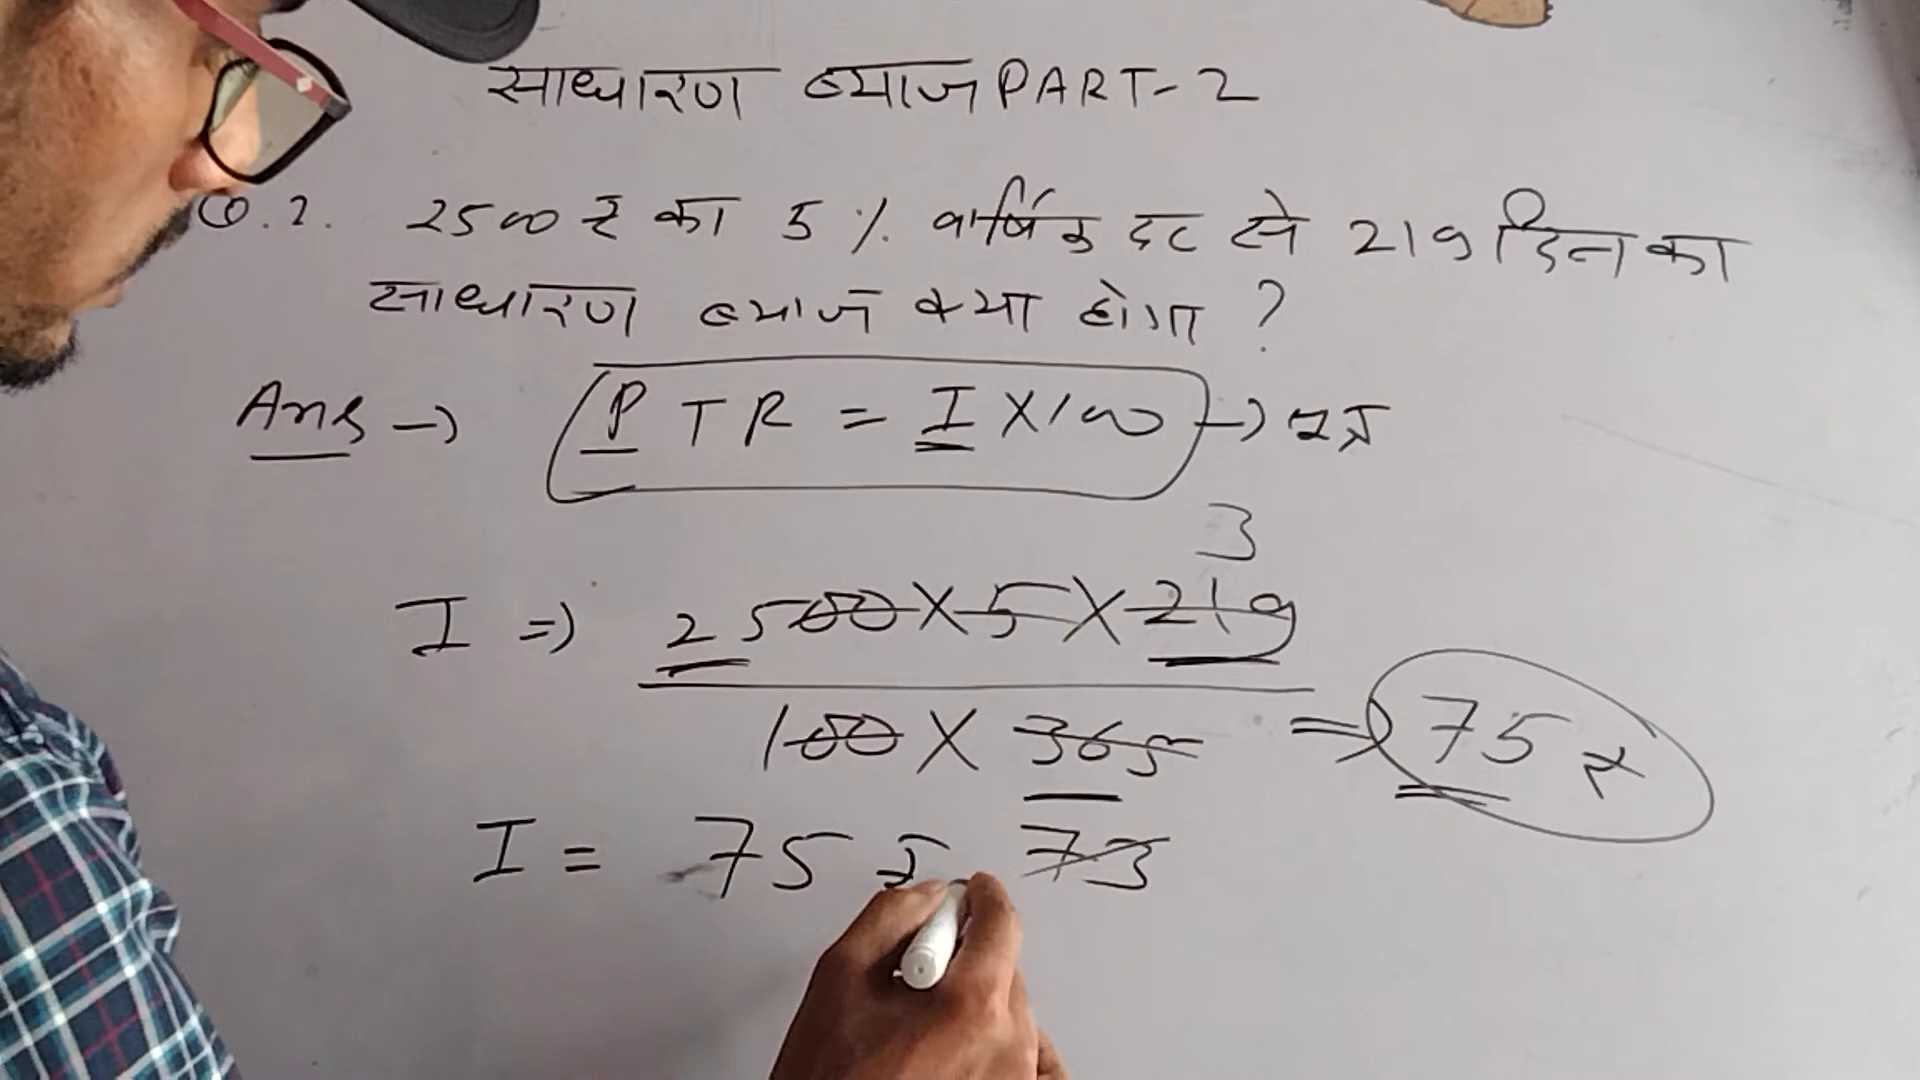 साधारण ब्याज PART-2
Q.2. 2500 ₹ का 5 % वार्षिक दर से 219 दिन का
साधारण ब्याज क्या होगा ?
Ans → P T R = I X 100 → सूत्र
3
I ⇒ 2500 X 5 X 219
100 X 365 ⇒ 75 ₹
I = 75 ₹ 73